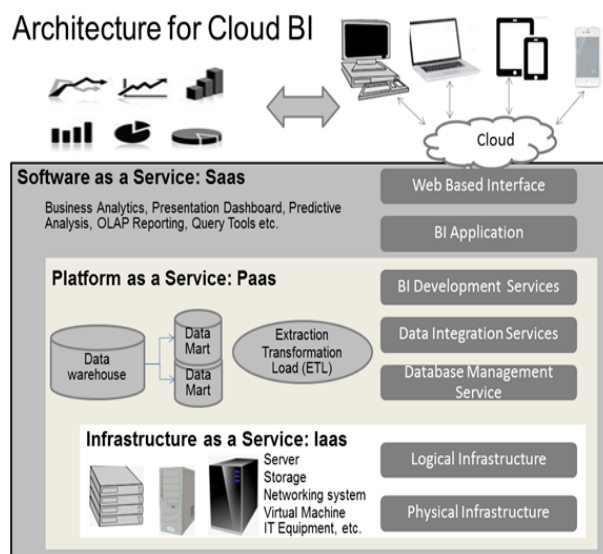 Architecture for Cloud BI
Cloud
Software as a Service: Saas
Business Analytics, Presentation Dashboard, Predictive
Analysis, OLAP Reporting, Query Tools etc.
Web Based Interface
BI Application
Platform as a Service: Paas
Data
warehouse
Data
Mart
Data
Mart
Extraction
Transformation
Load (ETL)
BI Development Services
Data Integration Services
Database Management
Service
Infrastructure as a Service: Iaas
Server
Storage
Networking system
Virtual Machine
IT Equipment, etc.
Logical Infrastructure
Physical Infrastructure